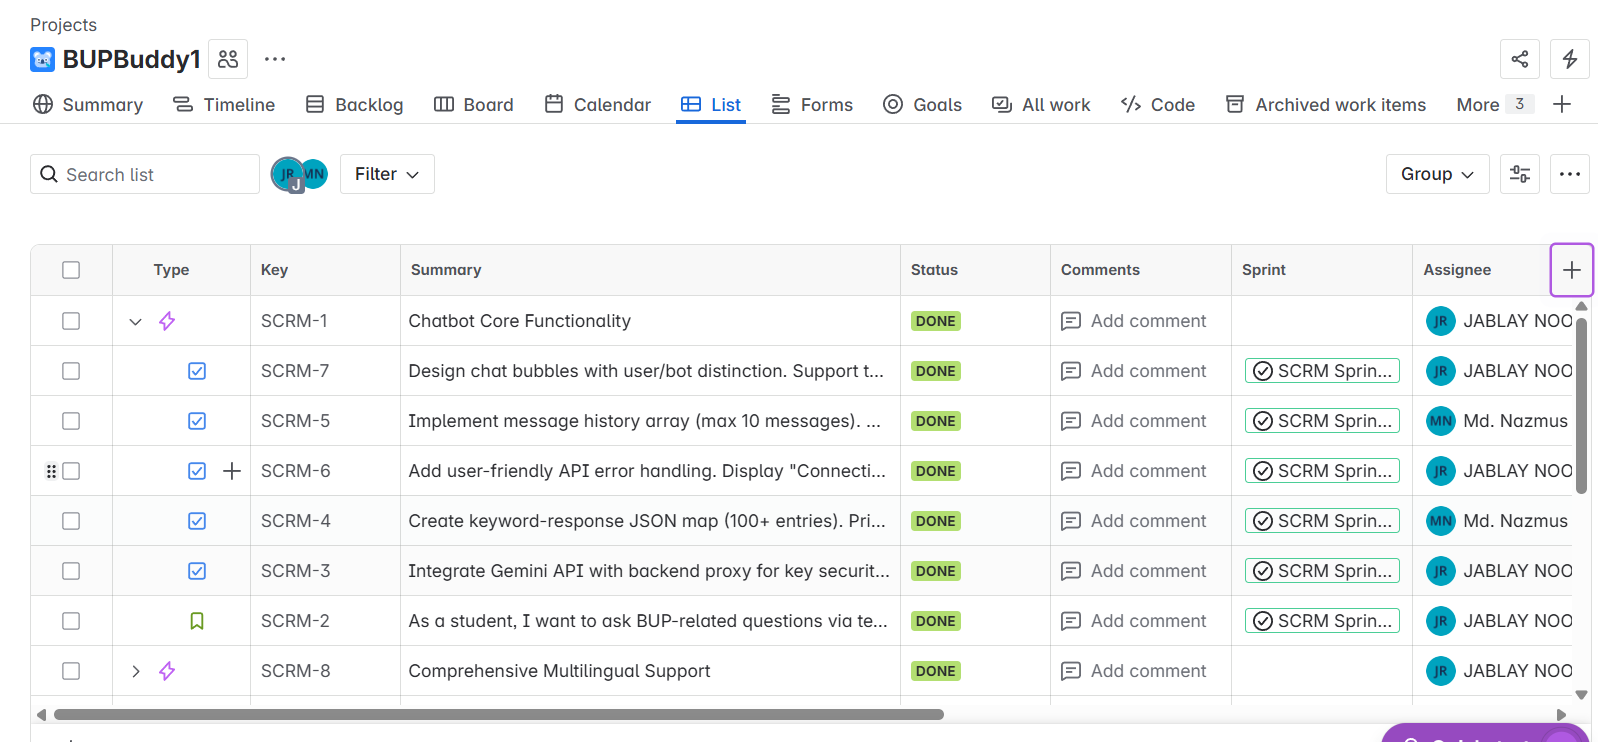 Projects
BUPBuddy1
Summary Timeline Backlog Board Calendar List Forms Goals All work Code Archived work items More 3
Search list JR J MN Filter Group
Type Key Summary Status Comments Sprint Assignee
SCRM-1 Chatbot Core Functionality DONE Add comment JR JABLAY NOO
SCRM-7 Design chat bubbles with user/bot distinction. Support t... DONE Add comment SCRM Sprin... JR JABLAY NOO
SCRM-5 Implement message history array (max 10 messages). ... DONE Add comment SCRM Sprin... MN Md. Nazmus
SCRM-6 Add user-friendly API error handling. Display "Connecti... DONE Add comment SCRM Sprin... JR JABLAY NOO
SCRM-4 Create keyword-response JSON map (100+ entries). Pri... DONE Add comment SCRM Sprin... MN Md. Nazmus
SCRM-3 Integrate Gemini API with backend proxy for key securit... DONE Add comment SCRM Sprin... JR JABLAY NOO
SCRM-2 As a student, I want to ask BUP-related questions via te... DONE Add comment SCRM Sprin... JR JABLAY NOO
SCRM-8 Comprehensive Multilingual Support DONE Add comment JR JABLAY NOO